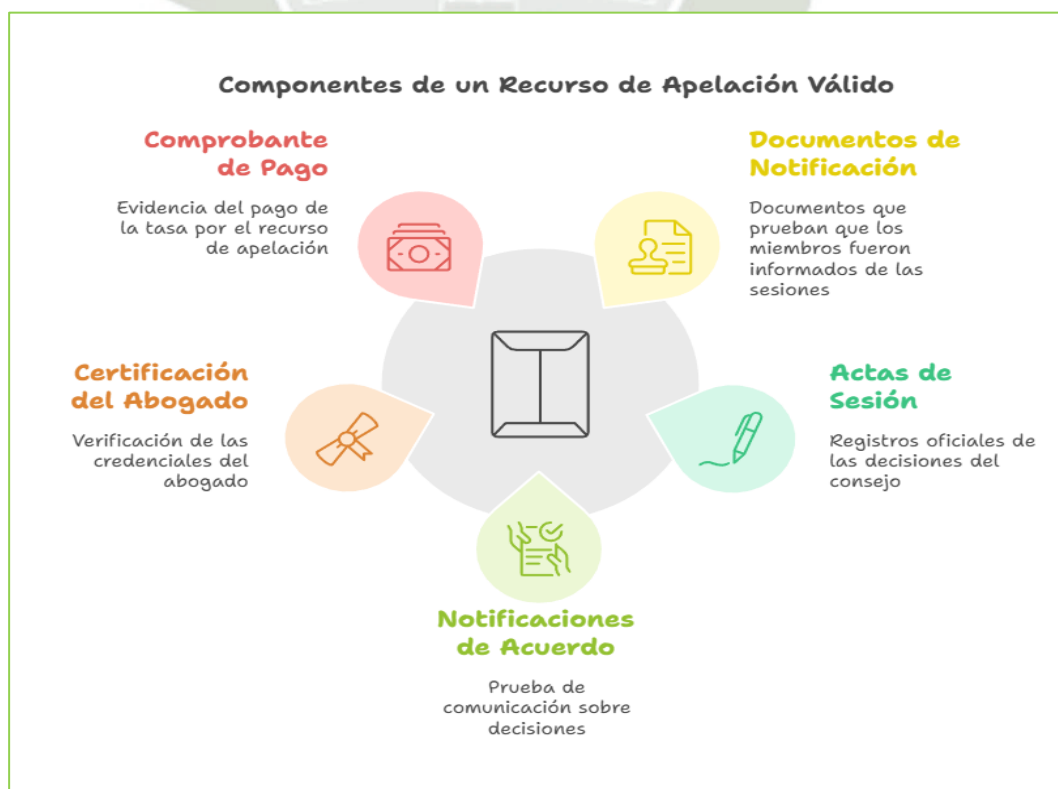 Componentes de un Recurso de Apelación Válido
Comprobante
de Pago
Evidencia del pago de
la tasa por el recurso
de apelación
Documentos de
Notificación
Documentos que
prueban que los
miembros fueron
informados de las
sesiones
Certificación
del Abogado
Verificación de las
credenciales del
abogado
Actas de
Sesión
Registros oficiales de
las decisiones del
consejo
Notificaciones
de Acuerdo
Prueba de
comunicación sobre
decisiones